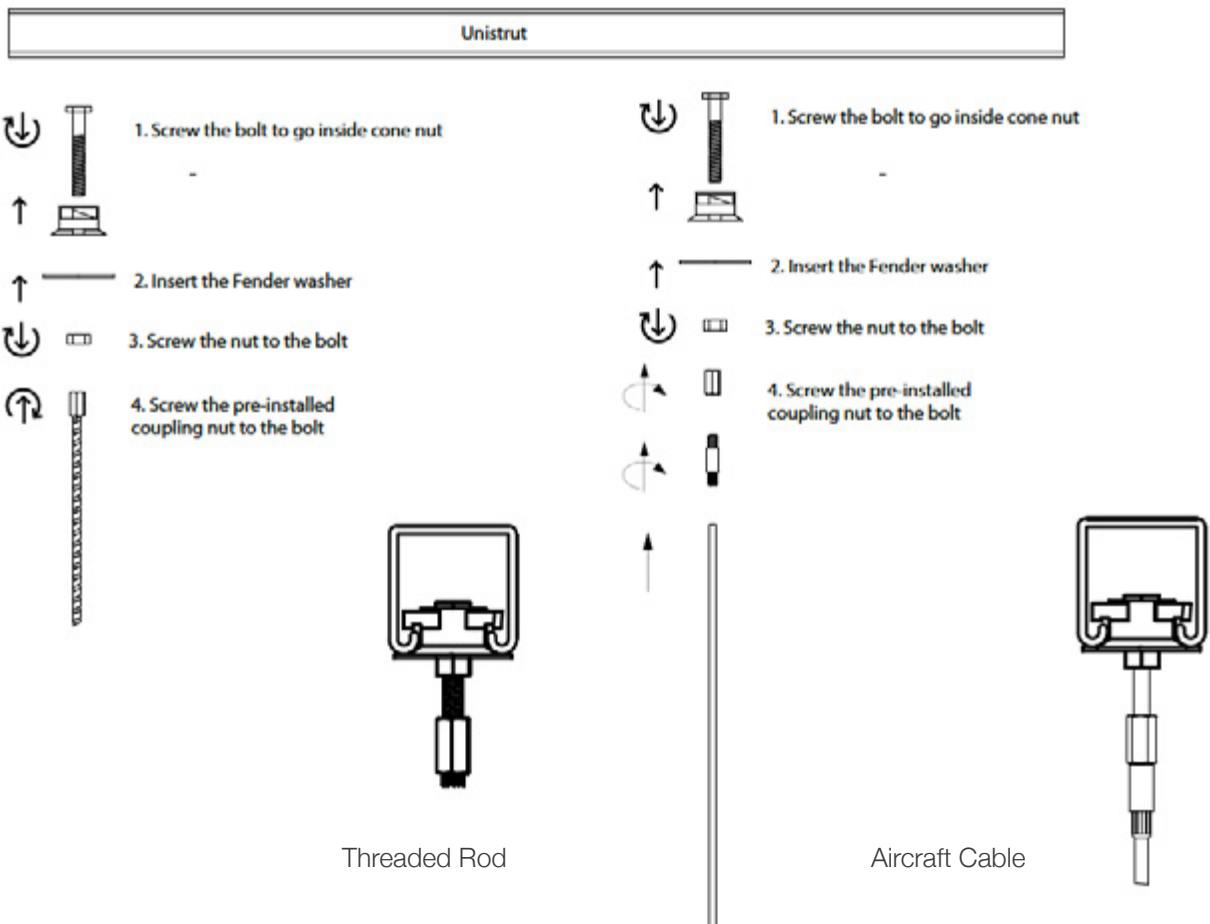 Unistrut
1. Screw the bolt to go inside cone nut
-
2. Insert the Fender washer
3. Screw the nut to the bolt
4. Screw the pre-installed
coupling nut to the bolt
Threaded Rod
1. Screw the bolt to go inside cone nut
-
2. Insert the Fender washer
3. Screw the nut to the bolt
4. Screw the pre-installed
coupling nut to the bolt
Aircraft Cable